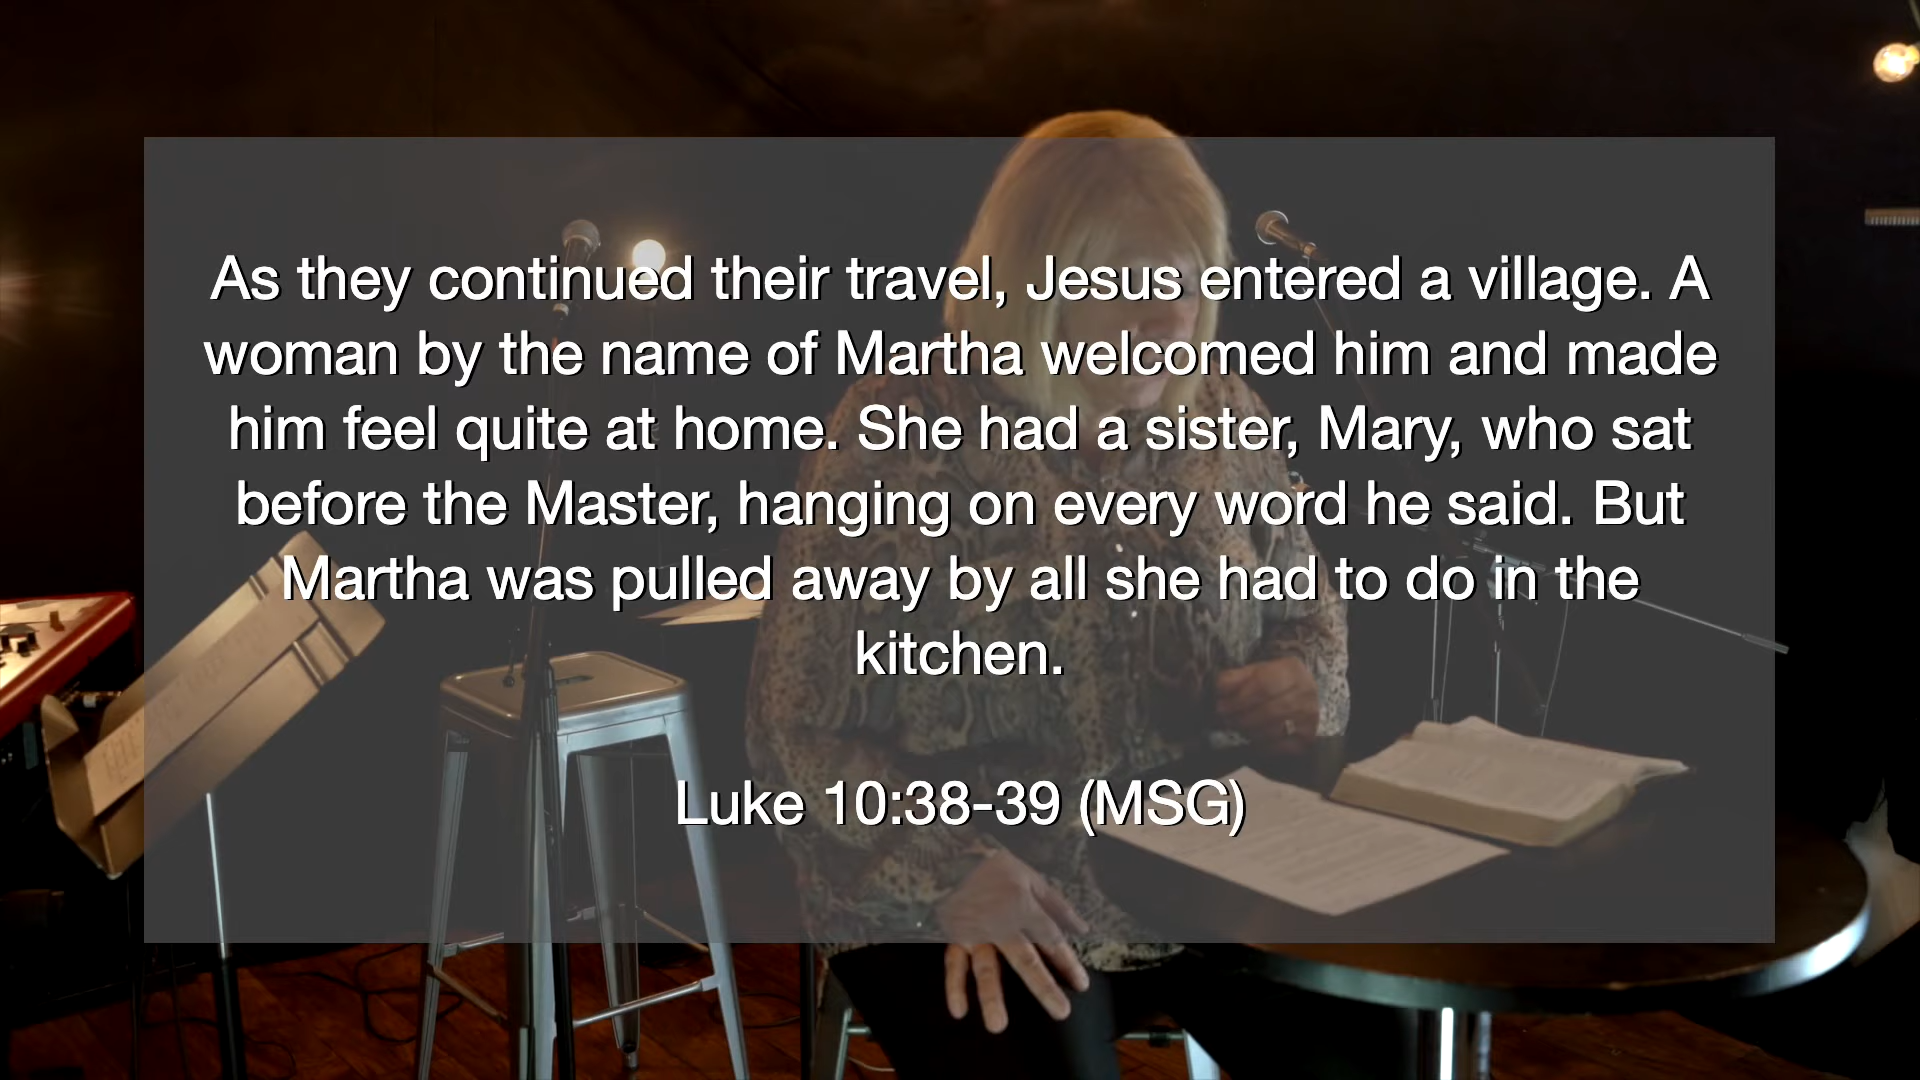 As they continued their travel, Jesus entered a village. A
woman by the name of Martha welcomed him and made
him feel quite at home. She had a sister, Mary, who sat
before the Master, hanging on every word he said. But
Martha was pulled away by all she had to do in the
kitchen.
Luke 10:38-39 (MSG)